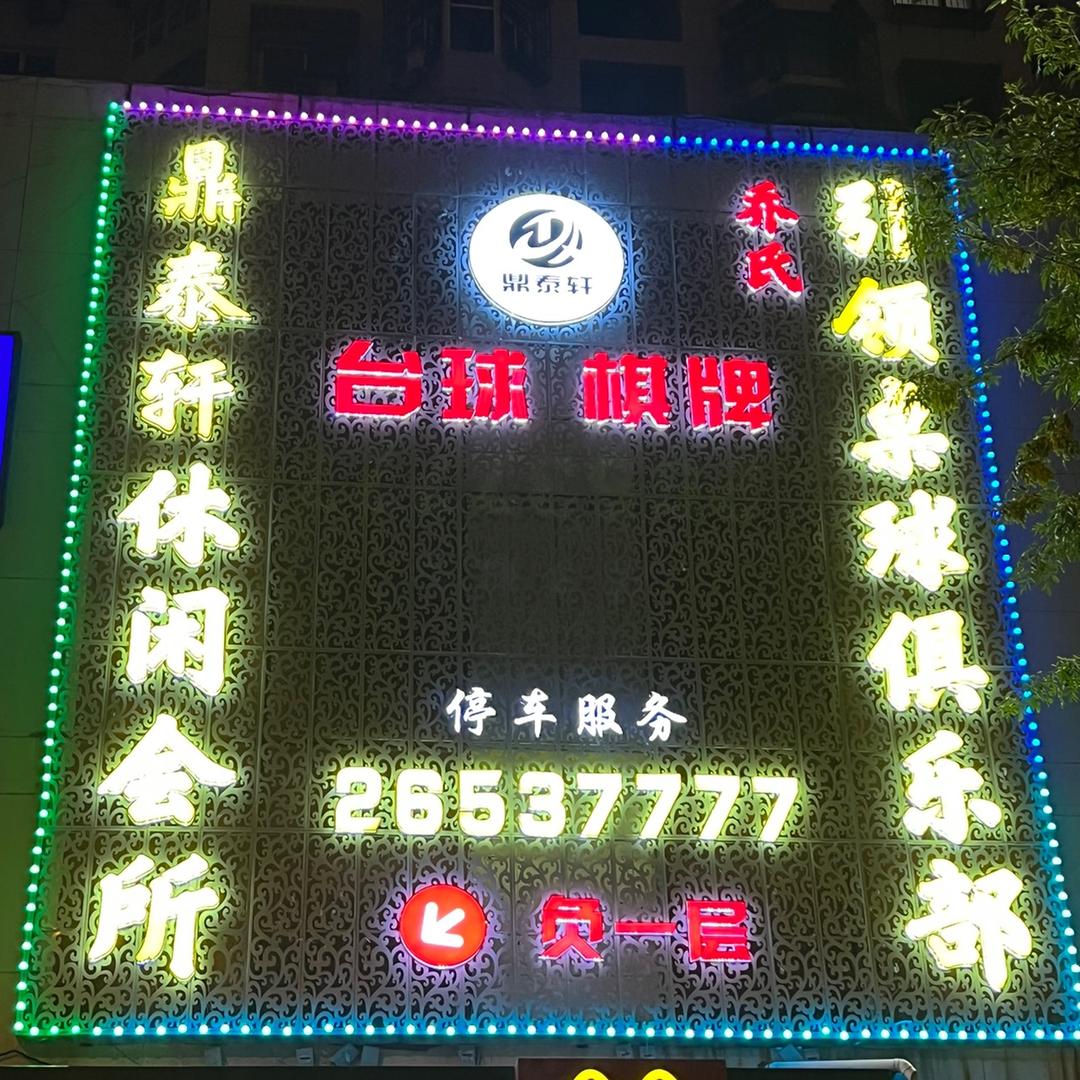 鼎泰轩休闲会所
鼎泰轩
台球 棋牌
停车服务
26537777
负一层
乔氏
引领桌球俱乐部